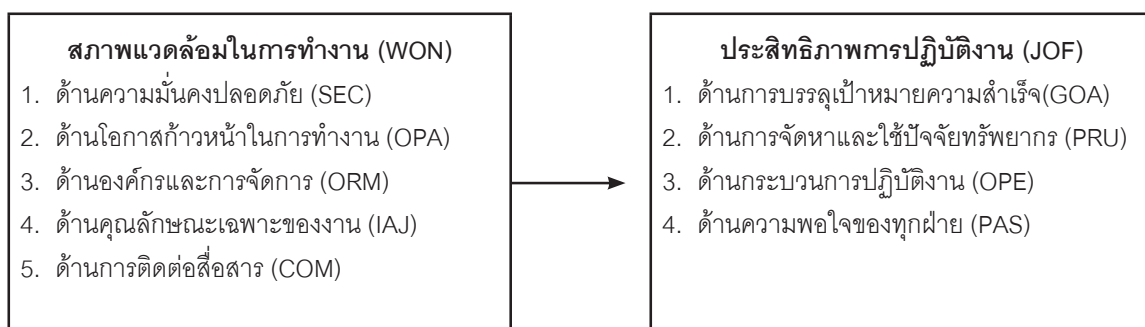 สภาพแวดล้อมในการทำงาน (WON)
1. ด้านความมั่นคงปลอดภัย (SEC)
2. ด้านโอกาสก้าวหน้าในการทำงาน (OPA)
3. ด้านองค์กรและการจัดการ (ORM)
4. ด้านคุณลักษณะเฉพาะของงาน (IAJ)
5. ด้านการติดต่อสื่อสาร (COM)
ประสิทธิภาพการปฏิบัติงาน (JOF)
1. ด้านการบรรลุเป้าหมายความสำเร็จ(GOA)
2. ด้านการจัดหาและใช้ปัจจัยทรัพยากร (PRU)
3. ด้านกระบวนการปฏิบัติงาน (OPE)
4. ด้านความพอใจของทุกฝ่าย (PAS)